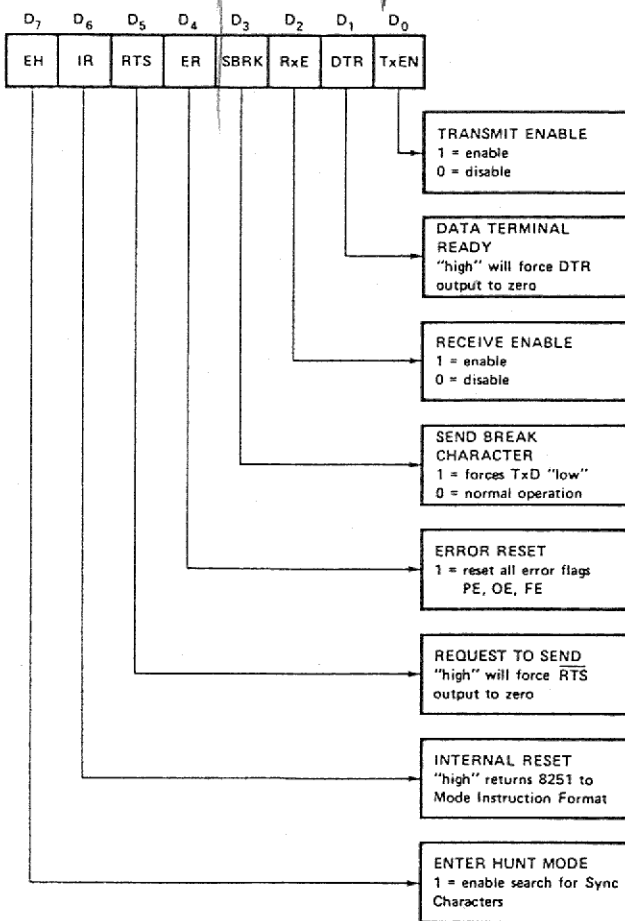 D₇ D₆ D₅ D₄ D₃ D₂ D₁ D₀
EH IR RTS ER SBRK RxE DTR TxEN
TRANSMIT ENABLE
1 = enable
0 = disable
DATA TERMINAL
READY
"high" will force DTR
output to zero
RECEIVE ENABLE
1 = enable
0 = disable
SEND BREAK
CHARACTER
1 = forces TxD "low"
0 = normal operation
ERROR RESET
1 = reset all error flags
PE, OE, FE
REQUEST TO SEND
"high" will force R̅T̅S̅
output to zero
INTERNAL RESET
"high" returns 8251 to
Mode Instruction Format
ENTER HUNT MODE
1 = enable search for Sync
Characters